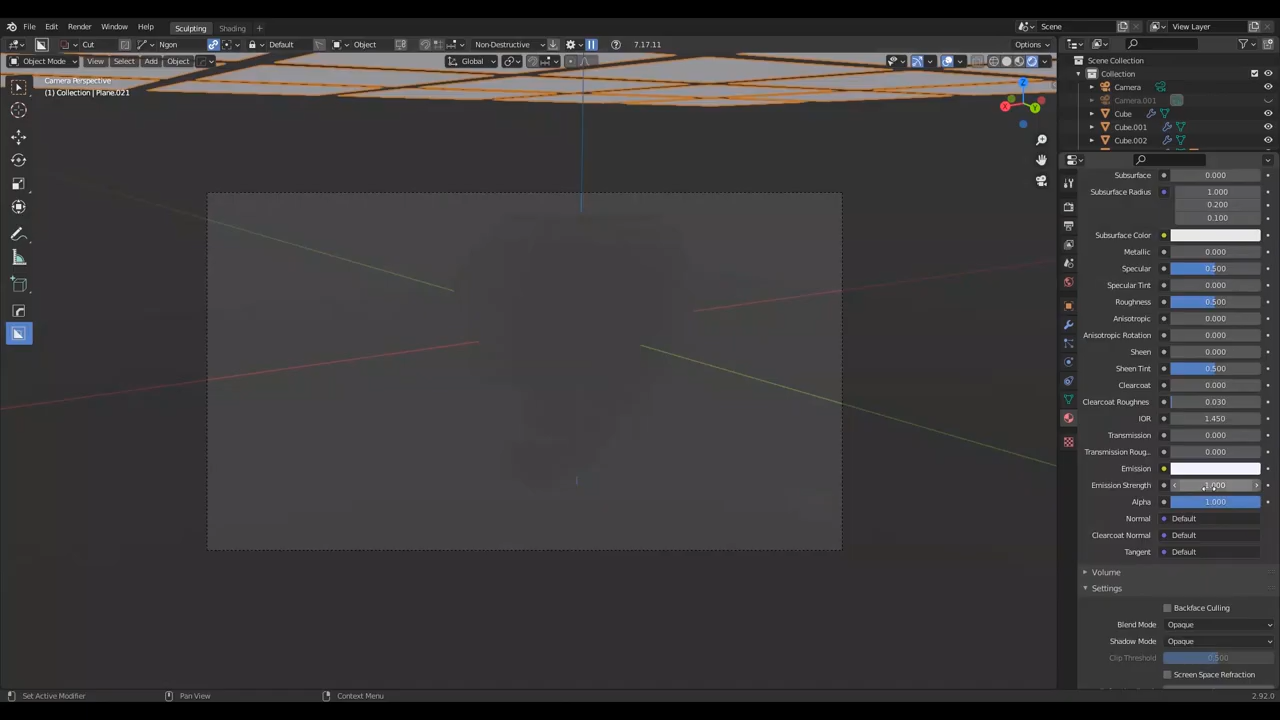 File Edit Render Window Help Sculpting Shading + Scene View Layer
Cut Ngon Default Object Non-Destructive 7.17.11 Options
Object Mode View Select Add Object Global
Camera Perspective
(1) Collection | Plane.021
Scene Collection
Collection
Camera
Camera.001
Cube
Cube.001
Cube.002
Subsurface 0.000
Subsurface Radius 1.000
0.200
0.100
Subsurface Color
Metallic 0.000
Specular 0.500
Specular Tint 0.000
Roughness 0.500
Anisotropic 0.000
Anisotropic Rotation 0.000
Sheen 0.000
Sheen Tint 0.500
Clearcoat 0.000
Clearcoat Roughnes 0.030
IOR 1.450
Transmission 0.000
Transmission Roug.. 0.000
Emission
Emission Strength 1.000
Alpha 1.000
Normal Default
Clearcoat Normal Default
Tangent Default
Volume
Settings
Backface Culling
Blend Mode Opaque
Shadow Mode Opaque
Clip Threshold 0.500
Screen Space Refraction
Set Active Modifier Pan View Context Menu 2.92.0